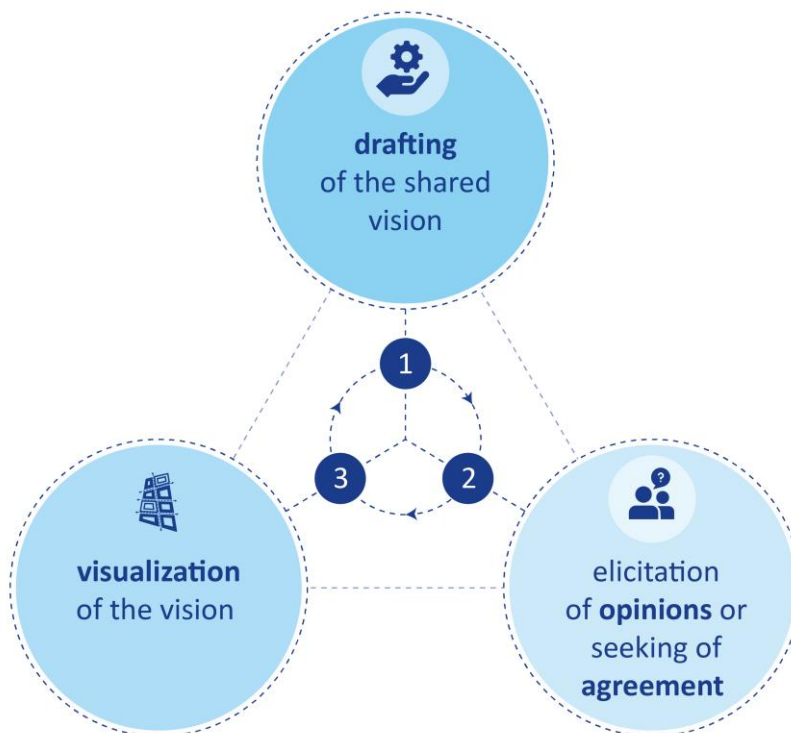 drafting
of the shared
vision
1
3
2
visualization
of the vision
?
elicitation
of opinions or
seeking of
agreement